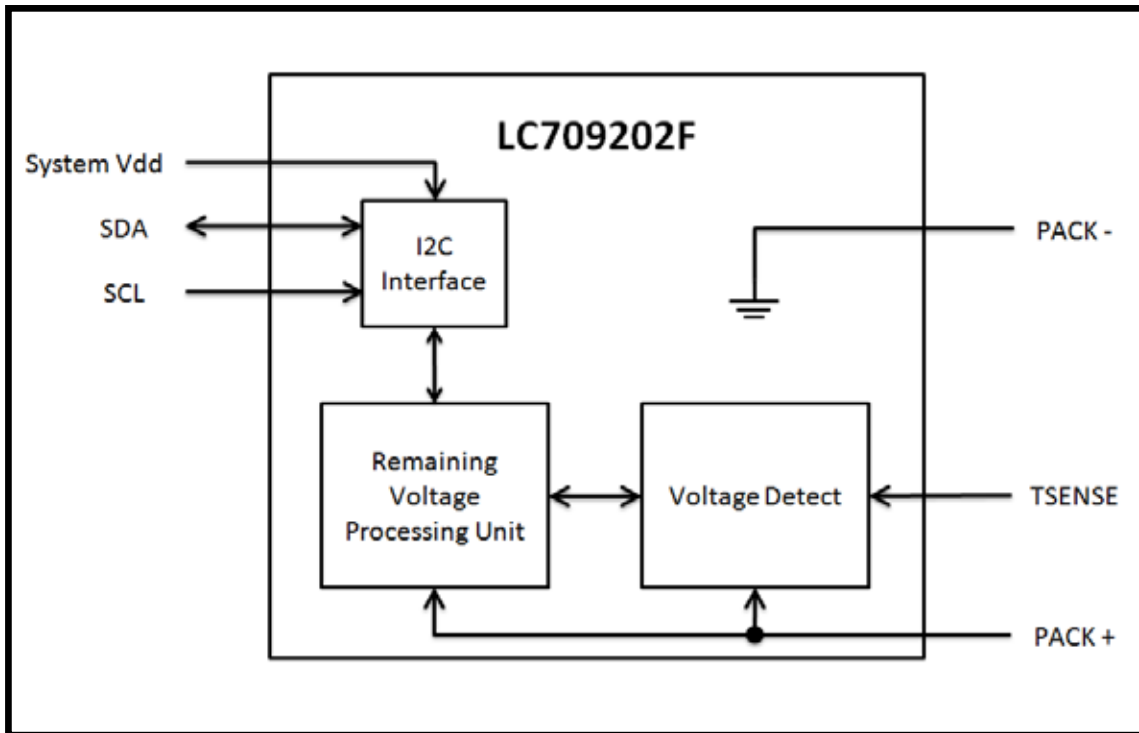 LC709202F
System Vdd
SDA
SCL
I2C
Interface
PACK -
Remaining
Voltage
Processing Unit
Voltage Detect
TSENSE
PACK +